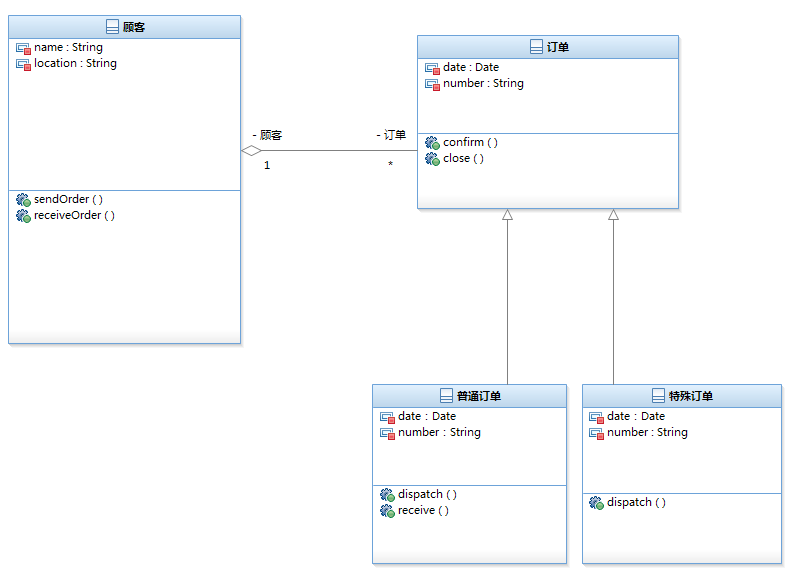 顾客
name : String
location : String
sendOrder ( )
receiveOrder ( )
- 顾客
1
- 订单
*
订单
date : Date
number : String
confirm ( )
close ( )
普通订单
date : Date
number : String
dispatch ( )
receive ( )
特殊订单
date : Date
number : String
dispatch ( )